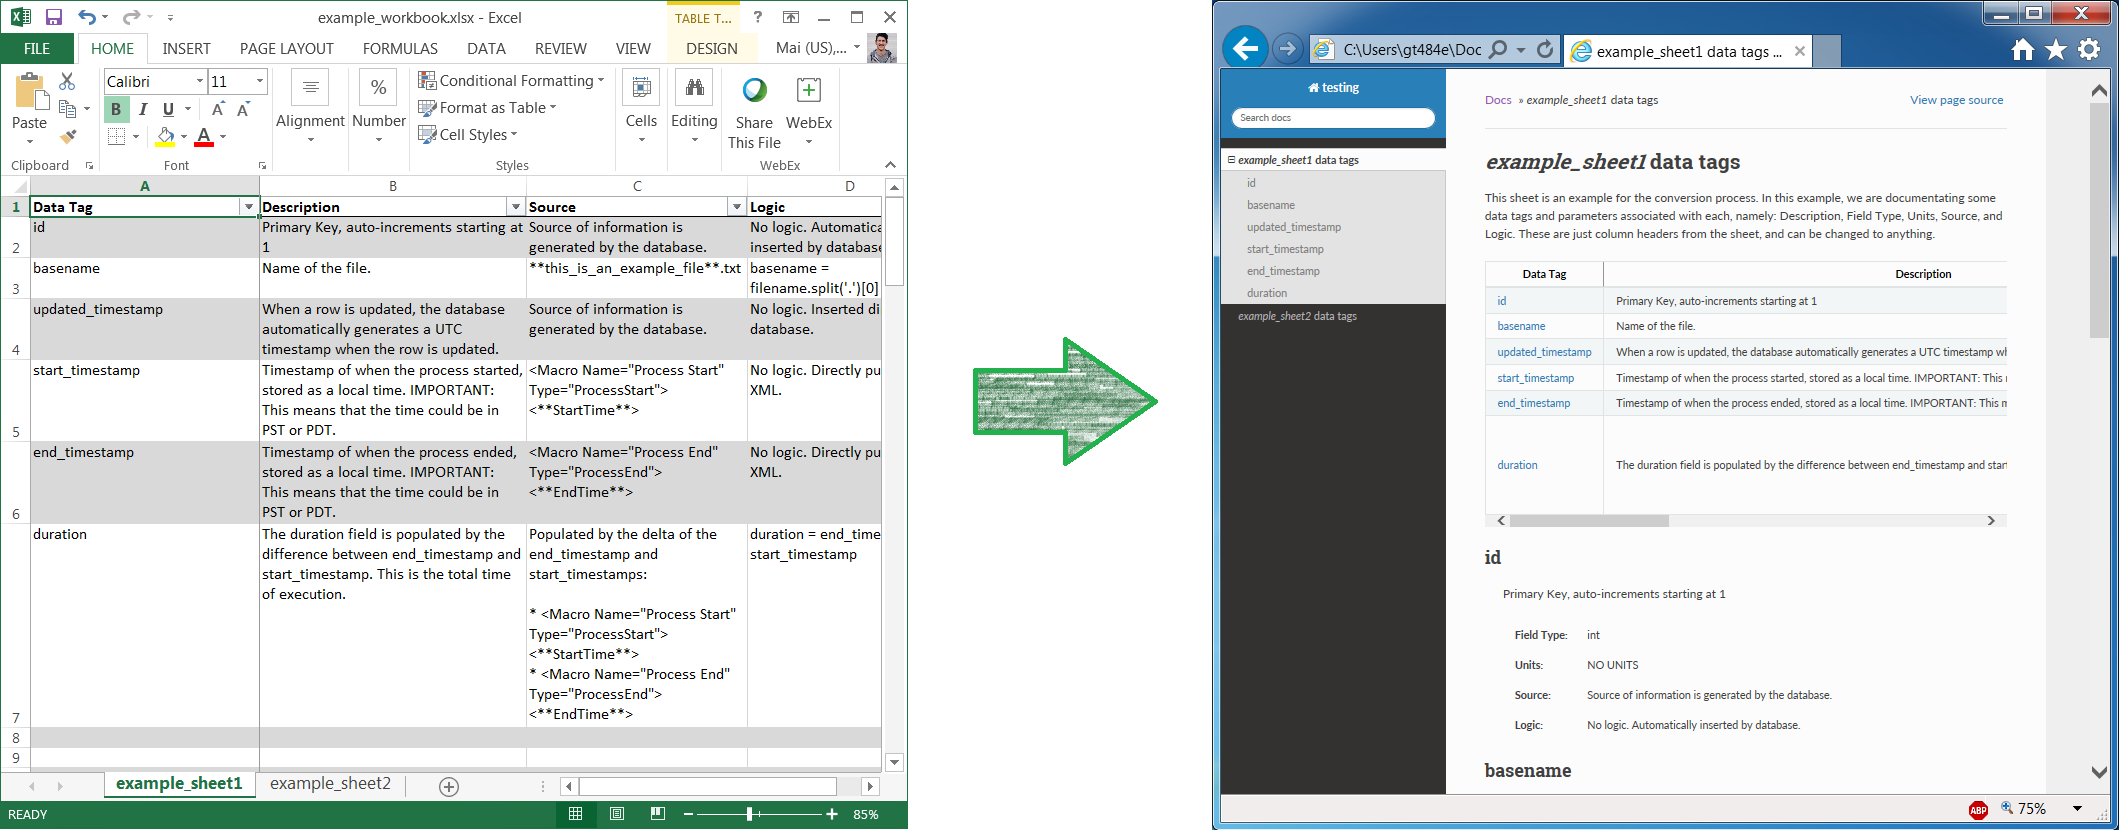 example_workbook.xlsx - Excel
TABLE T...
?
FILE
HOME
INSERT
PAGE LAYOUT
FORMULAS
DATA
REVIEW
VIEW
DESIGN
Mai (US),...
Paste
Clipboard
Calibri
11
B I U
A A
A
Font
Alignment
%
Number
Conditional Formatting
Format as Table
Cell Styles
Styles
Cells
Editing
Share
This File
WebEx
WebEx
A B C D
1 Data Tag Description Source Logic
2 id Primary Key, auto-increments starting at
1
Source of information is
generated by the database.
No logic. Automatica
inserted by database
3 basename Name of the file. **this_is_an_example_file**.txt
basename =
filename.split('.')[0]
4 updated_timestamp When a row is updated, the database
automatically generates a UTC
timestamp when the row is updated.
Source of information is
generated by the database.
No logic. Inserted di
database.
5 start_timestamp Timestamp of when the process started,
stored as a local time. IMPORTANT:
This means that the time could be in
PST or PDT.
<Macro Name="Process Start"
Type="ProcessStart">
<**StartTime**>
No logic. Directly pu
XML.
6 end_timestamp Timestamp of when the process ended,
stored as a local time. IMPORTANT:
This means that the time could be in
PST or PDT.
<Macro Name="Process End"
Type="ProcessEnd">
<**EndTime**>
No logic. Directly pu
XML.
7 duration The duration field is populated by the
difference between end_timestamp and
start_timestamp. This is the total time
of execution.
Populated by the delta of the
end_timestamp and
start_timestamps:
* <Macro Name="Process Start"
Type="ProcessStart">
<**StartTime**>
* <Macro Name="Process End"
Type="ProcessEnd">
<**EndTime**>
duration = end_time
start_timestamp
8
9
example_sheet1
example_sheet2
READY
85%
C:\Users\gt484e\Doc
example_sheet1 data tags ...
testing
Search docs
example_sheet1 data tags
id
basename
updated_timestamp
start_timestamp
end_timestamp
duration
example_sheet2 data tags
Docs » example_sheet1 data tags
View page source
example_sheet1 data tags
This sheet is an example for the conversion process. In this example, we are documentating some
data tags and parameters associated with each, namely: Description, Field Type, Units, Source, and
Logic. These are just column headers from the sheet, and can be changed to anything.
Data Tag Description
id Primary Key, auto-increments starting at 1
basename Name of the file.
updated_timestamp When a row is updated, the database automatically generates a UTC timestamp wh
start_timestamp Timestamp of when the process started, stored as a local time. IMPORTANT: This
end_timestamp Timestamp of when the process ended, stored as a local time. IMPORTANT: This m
duration The duration field is populated by the difference between end_timestamp and star
id
Primary Key, auto-increments starting at 1
Field Type: int
Units: NO UNITS
Source: Source of information is generated by the database.
Logic: No logic. Automatically inserted by database.
basename
ABP
75%